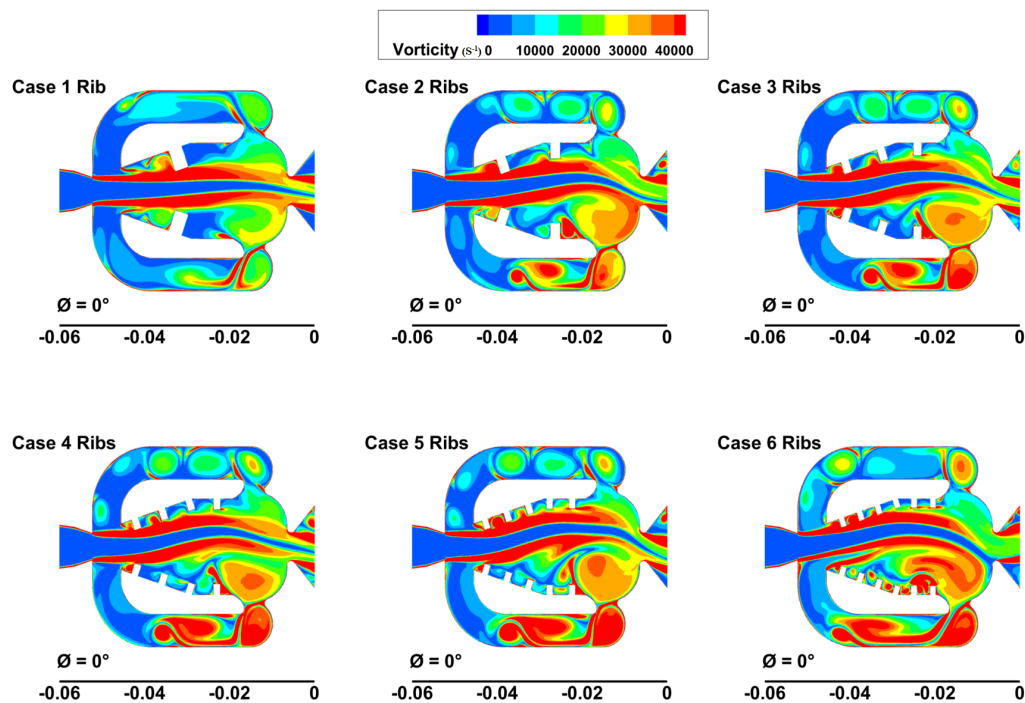 Vorticity (S⁻¹) 0 10000 20000 30000 40000
Case 1 Rib
Case 2 Ribs
Case 3 Ribs
Ø = 0°
Ø = 0°
Ø = 0°
-0.06 -0.04 -0.02 0
-0.06 -0.04 -0.02 0
-0.06 -0.04 -0.02 0
Case 4 Ribs
Case 5 Ribs
Case 6 Ribs
Ø = 0°
Ø = 0°
Ø = 0°
-0.06 -0.04 -0.02 0
-0.06 -0.04 -0.02 0
-0.06 -0.04 -0.02 0